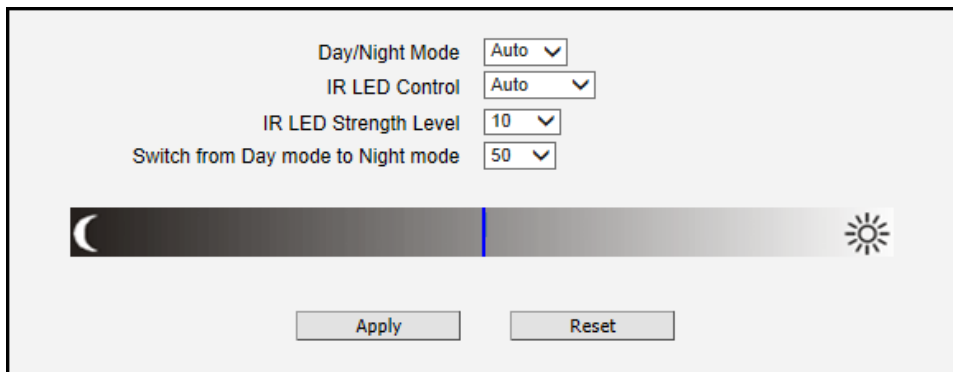 Day/Night Mode Auto
IR LED Control Auto
IR LED Strength Level 10
Switch from Day mode to Night mode 50
Apply Reset